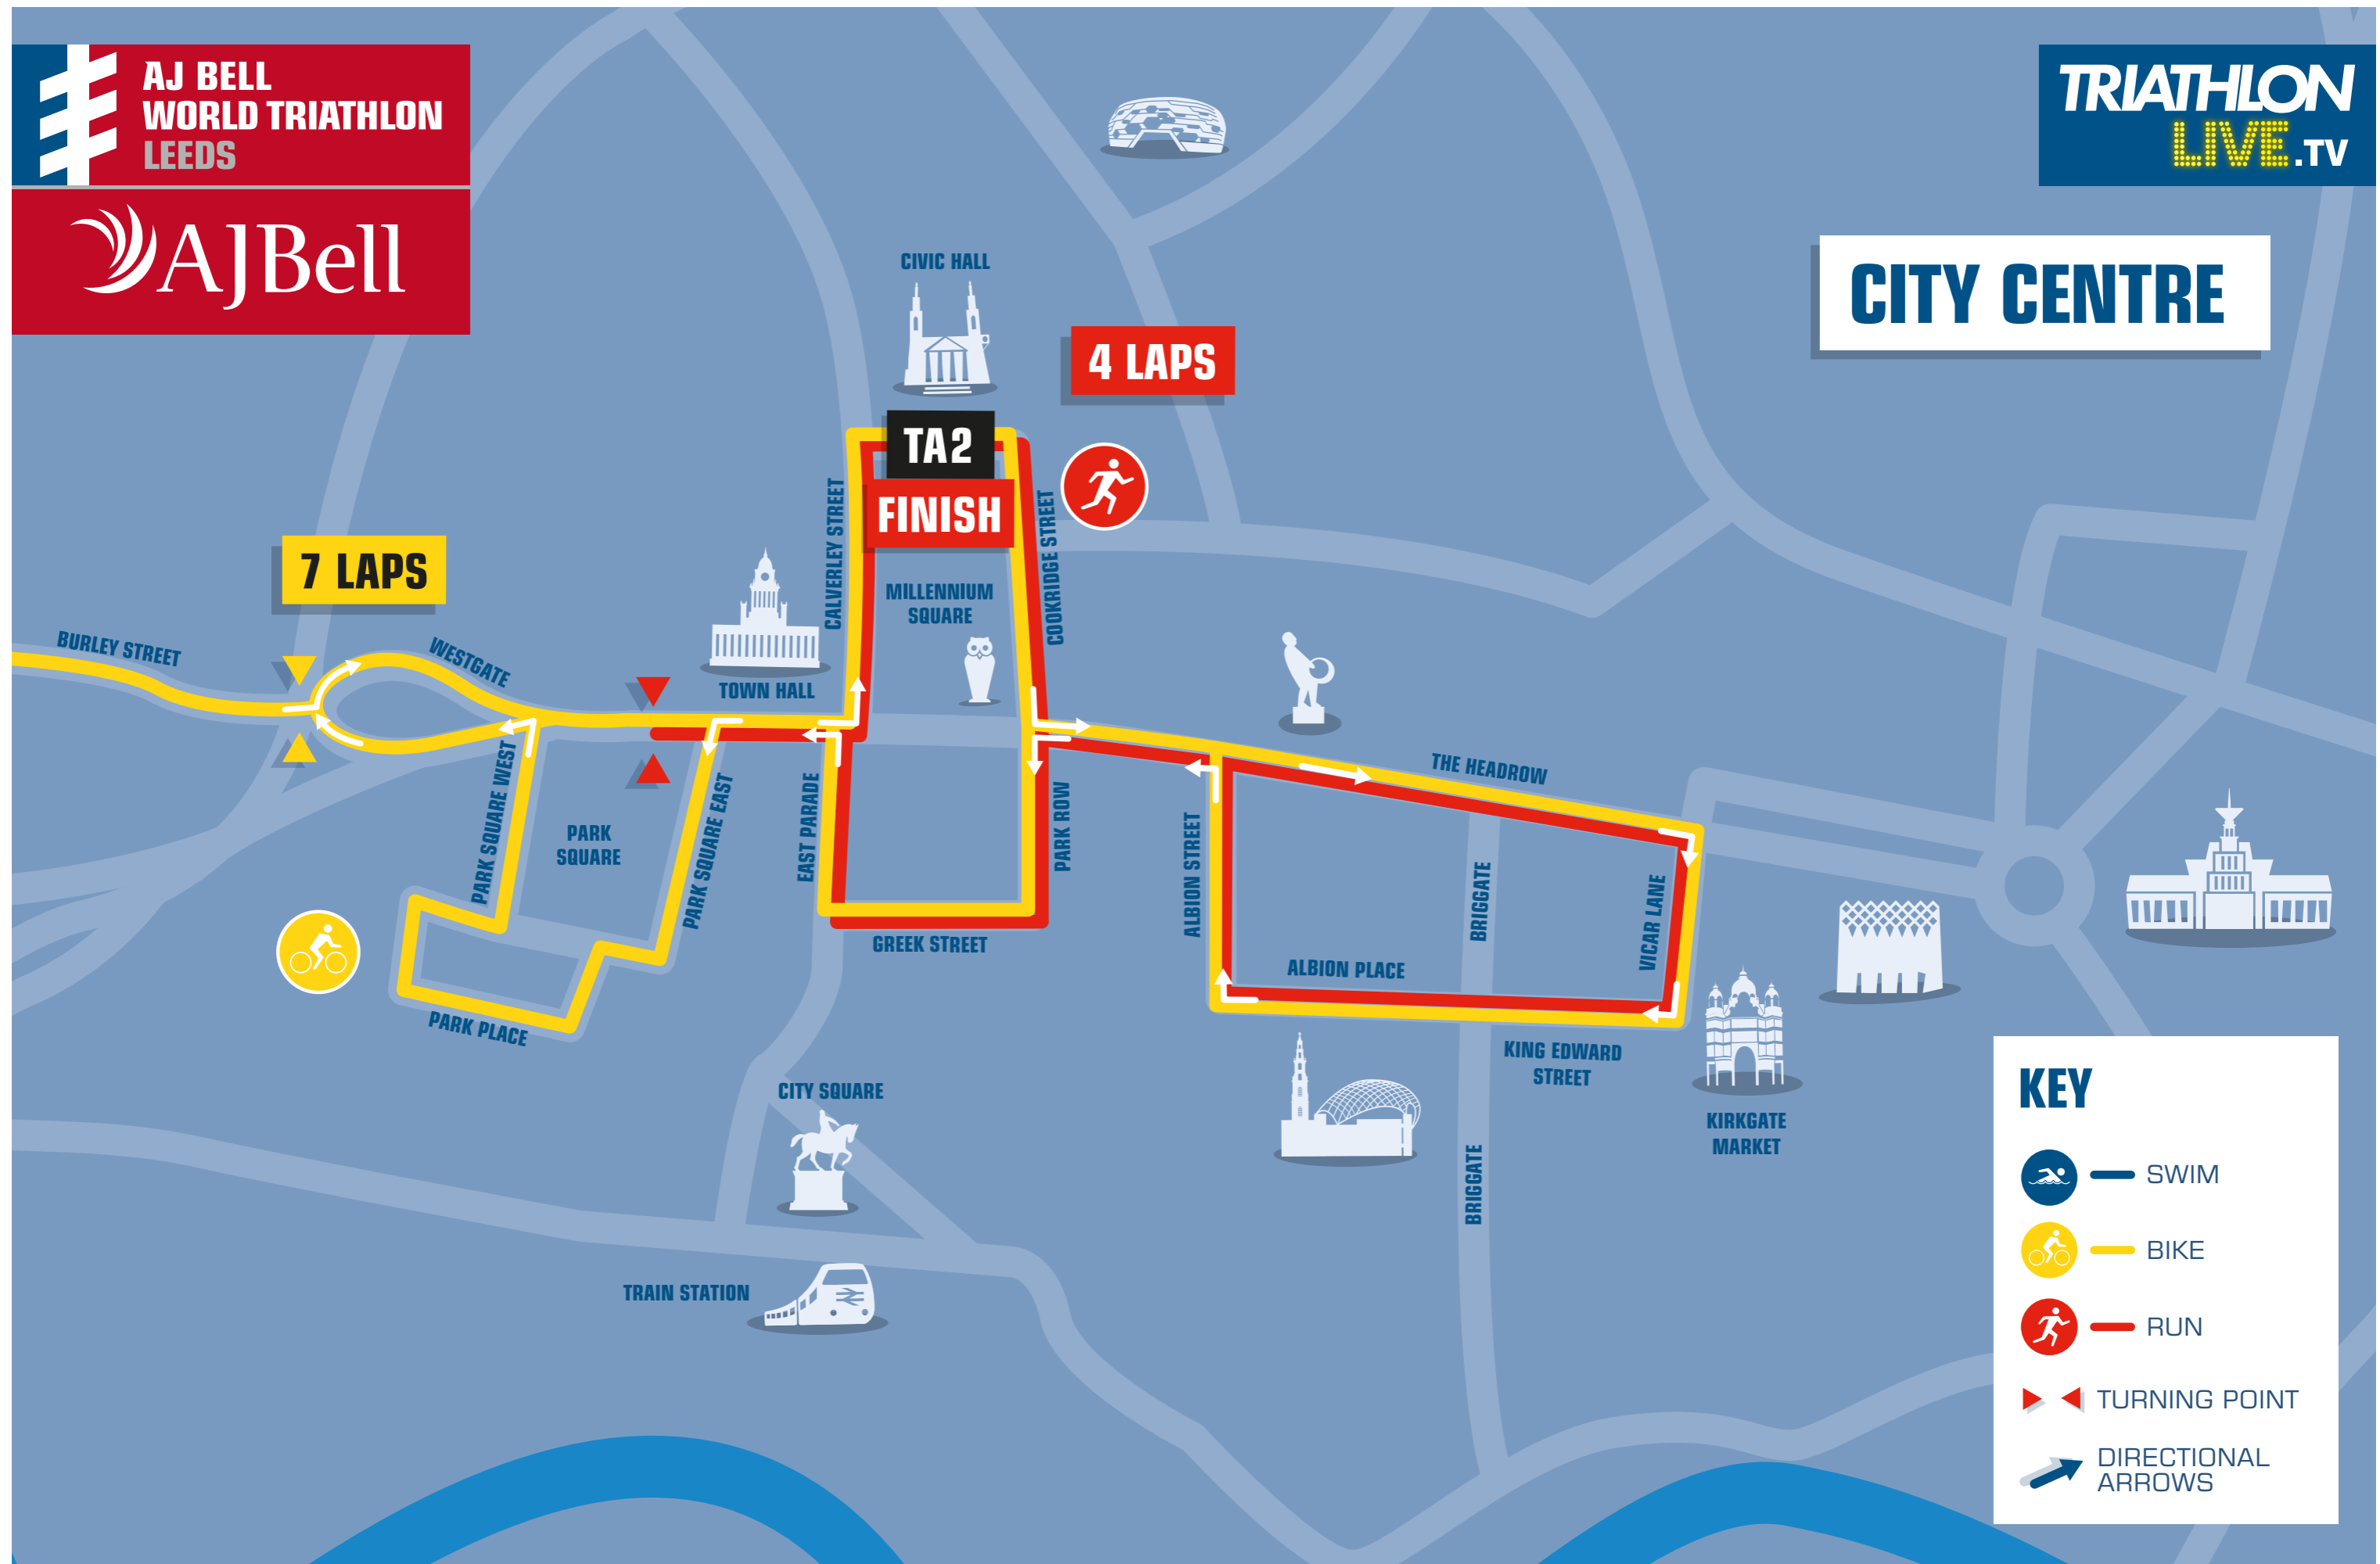 AJ BELL
WORLD TRIATHLON
LEEDS
AJBell
TRIATHLON
LIVE.TV
CITY CENTRE
CIVIC HALL
4 LAPS
TA2
FINISH
CALVERLEY STREET
COOKRIDGE STREET
7 LAPS
MILLENNIUM
SQUARE
BURLEY STREET
WESTGATE
TOWN HALL
THE HEADROW
PARK SQUARE WEST
PARK
SQUARE
PARK SQUARE EAST
EAST PARADE
PARK ROW
ALBION STREET
BRIGGATE
VICAR LANE
GREEK STREET
ALBION PLACE
PARK PLACE
KING EDWARD
STREET
CITY SQUARE
KIRKGATE
MARKET
BRIGGATE
TRAIN STATION
KEY
SWIM
BIKE
RUN
TURNING POINT
DIRECTIONAL
ARROWS